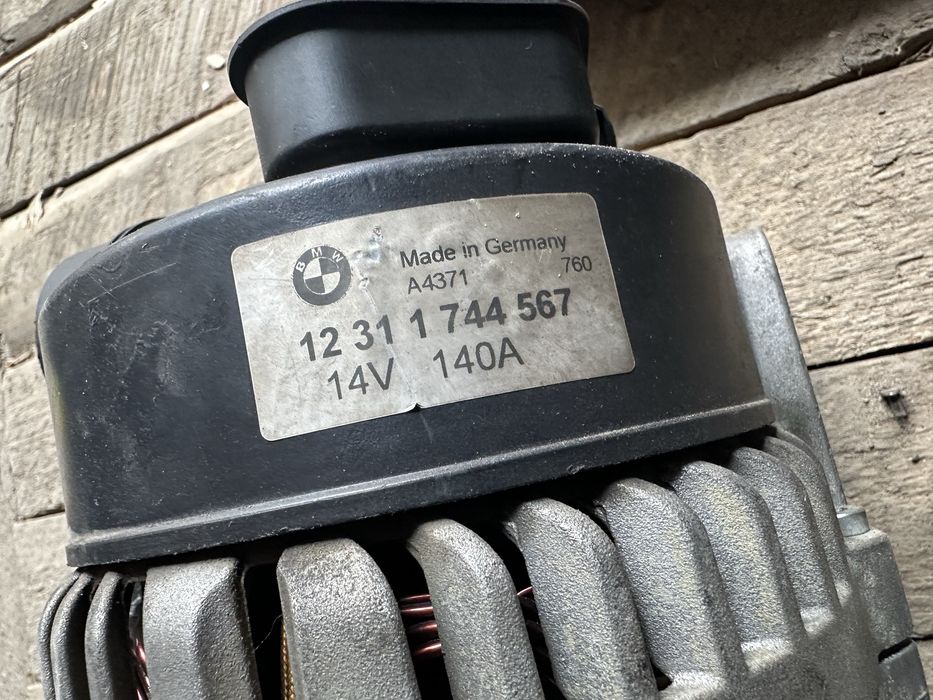 BMW
Made in Germany
A4371 760
12 31 1 744 567
14V 140A